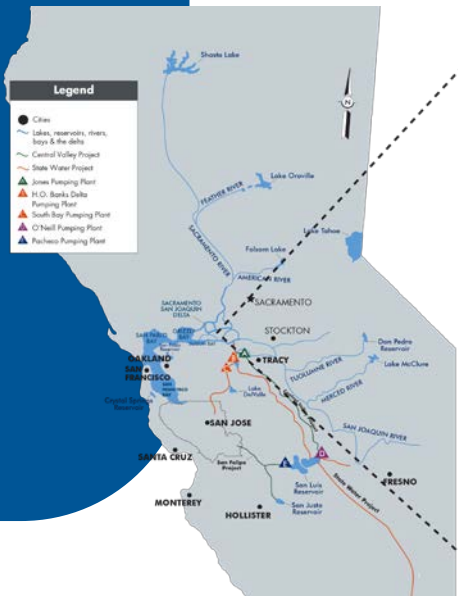 Shasta Lake
Legend
Cities
Lakes, reservoirs, rivers,
bays & the delta
Central Valley Project
State Water Project
Jones Pumping Plant
H.O. Banks Delta
Pumping Plant
South Bay Pumping Plant
O'Neill Pumping Plant
Pacheco Pumping Plant
N
Lake Oroville
FEATHER RIVER
SACRAMENTO RIVER
Lake Tahoe
Folsom Lake
AMERICAN RIVER
SACRAMENTO
SACRAMENTO
SAN JOAQUIN
DELTA
STOCKTON
SAN PABLO
BAY
Don Pedro
Reservoir
OAKLAND
TRACY
Lake McClure
SAN
FRANCISCO
TUOLUMNE RIVER
MERCED RIVER
Lake
DelValle
Crystal Springs
Reservoir
SAN JOSE
SAN JOAQUIN RIVER
SANTA CRUZ
San Felipe
Project
San Luis
Reservoir
State Water Project
FRESNO
MONTEREY
HOLLISTER
San Justo
Reservoir